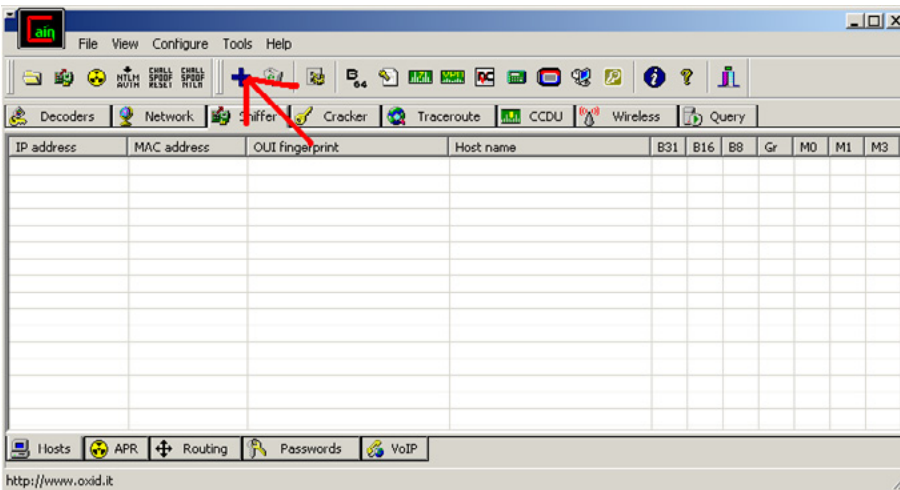 Cain
File View Configure Tools Help
NTLM AUTH CHALL SPOOF RESET CHALL SPOOF NTLM B64
Decoders Network Sniffer Cracker Traceroute CCDU Wireless Query
IP address MAC address OUI fingerprint Host name B31 B16 B8 Gr M0 M1 M3
Hosts APR Routing Passwords VoIP
http://www.oxid.it